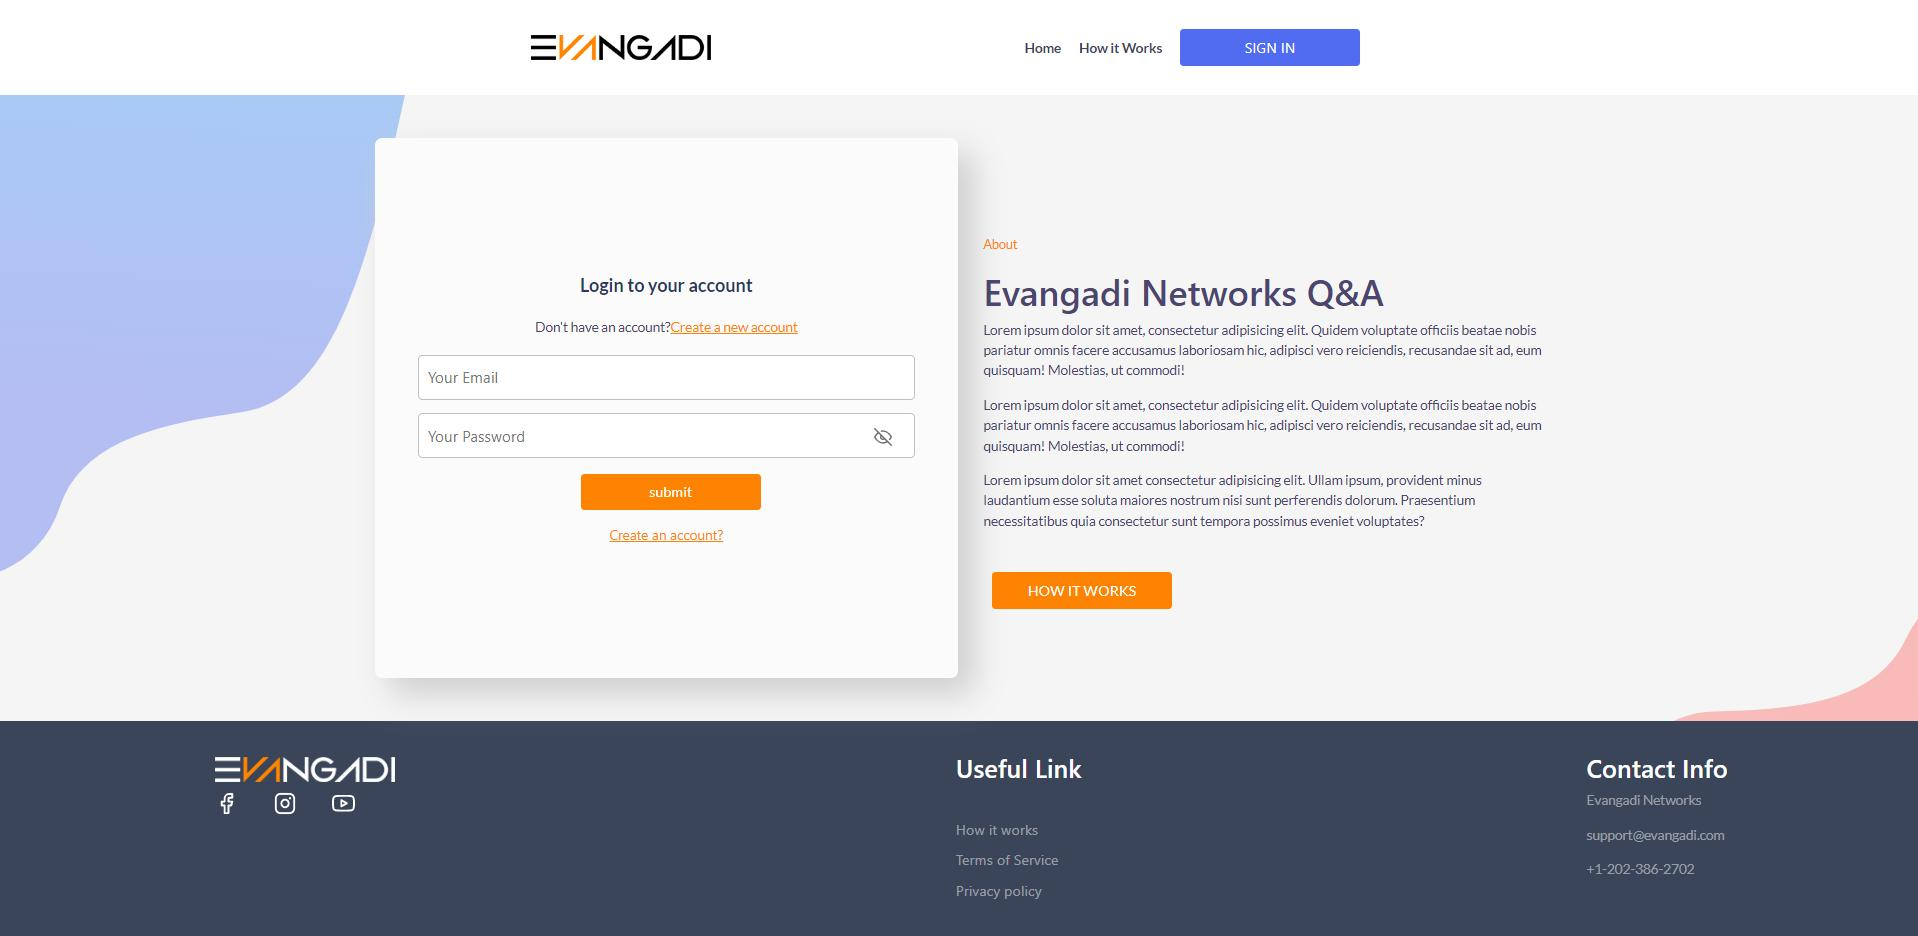 EVANGADI
Home
How it Works
SIGN IN
Login to your account
Don't have an account?Create a new account
Your Email
Your Password
submit
Create an account?
About
Evangadi Networks Q&A
Lorem ipsum dolor sit amet, consectetur adipisicing elit. Quidem voluptate officiis beatae nobis
pariatur omnis facere accusamus laboriosam hic, adipisci vero reiciendis, recusandae sit ad, eum
quisquam! Molestias, ut commodi!
Lorem ipsum dolor sit amet, consectetur adipisicing elit. Quidem voluptate officiis beatae nobis
pariatur omnis facere accusamus laboriosam hic, adipisci vero reiciendis, recusandae sit ad, eum
quisquam! Molestias, ut commodi!
Lorem ipsum dolor sit amet consectetur adipisicing elit. Ullam ipsum, provident minus
laudantium esse soluta maiores nostrum nisi sunt perferendis dolorum. Praesentium
necessitatibus quia consectetur sunt tempora possimus eveniet voluptates?
HOW IT WORKS
EVANGADI
Useful Link
How it works
Terms of Service
Privacy policy
Contact Info
Evangadi Networks
support@evangadi.com
+1-202-386-2702